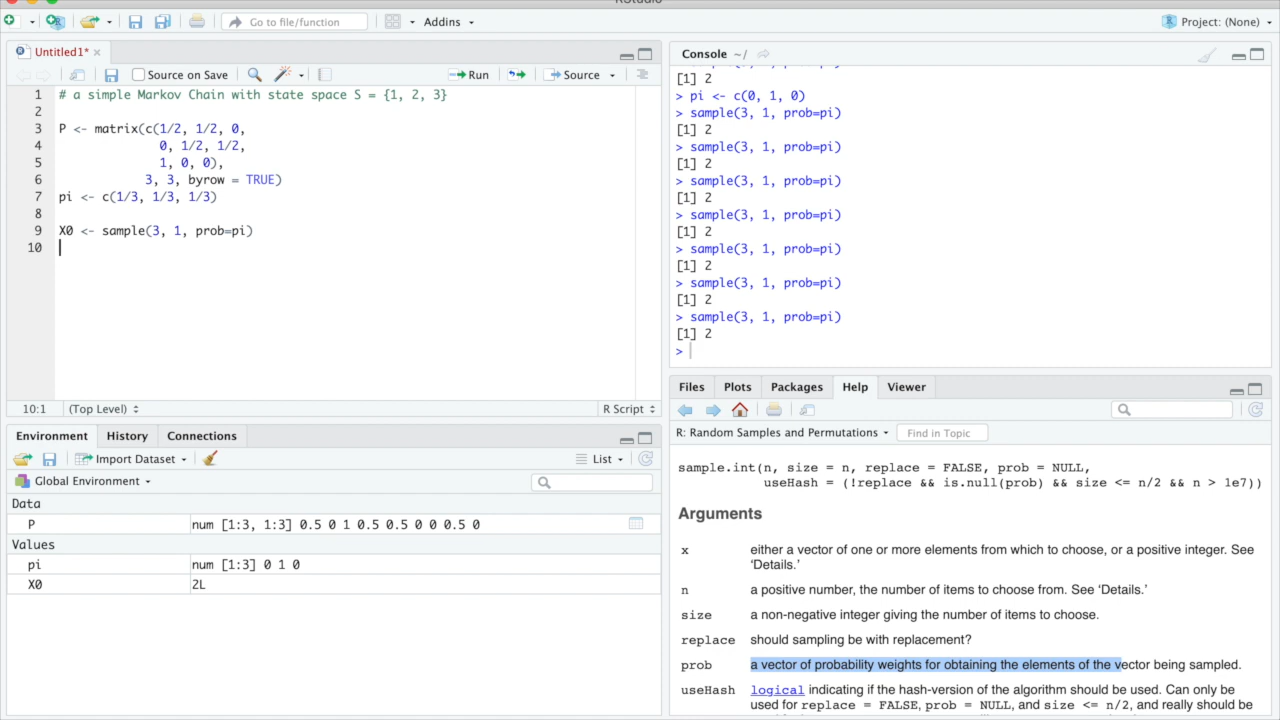 RStudio
Go to file/function
Addins
Project: (None)
Untitled1*
Source on Save
Run
Source
1 # a simple Markov Chain with state space S = {1, 2, 3}
2
3 P <- matrix(c(1/2, 1/2, 0,
4 0, 1/2, 1/2,
5 1, 0, 0),
6 3, 3, byrow = TRUE)
7 pi <- c(1/3, 1/3, 1/3)
8
9 X0 <- sample(3, 1, prob=pi)
10
10:1 (Top Level) R Script
Environment History Connections
Import Dataset
List
Global Environment
Data
P num [1:3, 1:3] 0.5 0 1 0.5 0.5 0 0 0.5 0
Values
pi num [1:3] 0 1 0
X0 2L
Console ~/
> sample(3, 1, prob=pi)
[1] 2
> pi <- c(0, 1, 0)
> sample(3, 1, prob=pi)
[1] 2
> sample(3, 1, prob=pi)
[1] 2
> sample(3, 1, prob=pi)
[1] 2
> sample(3, 1, prob=pi)
[1] 2
> sample(3, 1, prob=pi)
[1] 2
> sample(3, 1, prob=pi)
[1] 2
> sample(3, 1, prob=pi)
[1] 2
>
Files Plots Packages Help Viewer
R: Random Samples and Permutations
Find in Topic
sample.int(n, size = n, replace = FALSE, prob = NULL,
useHash = (!replace && is.null(prob) && size <= n/2 && n > 1e7))
Arguments
x either a vector of one or more elements from which to choose, or a positive integer. See
‘Details.’
n a positive number, the number of items to choose from. See ‘Details.’
size a non-negative integer giving the number of items to choose.
replace should sampling be with replacement?
prob a vector of probability weights for obtaining the elements of the vector being sampled.
useHash logical indicating if the hash-version of the algorithm should be used. Can only be
used for replace = FALSE, prob = NULL, and size <= n/2, and really should be